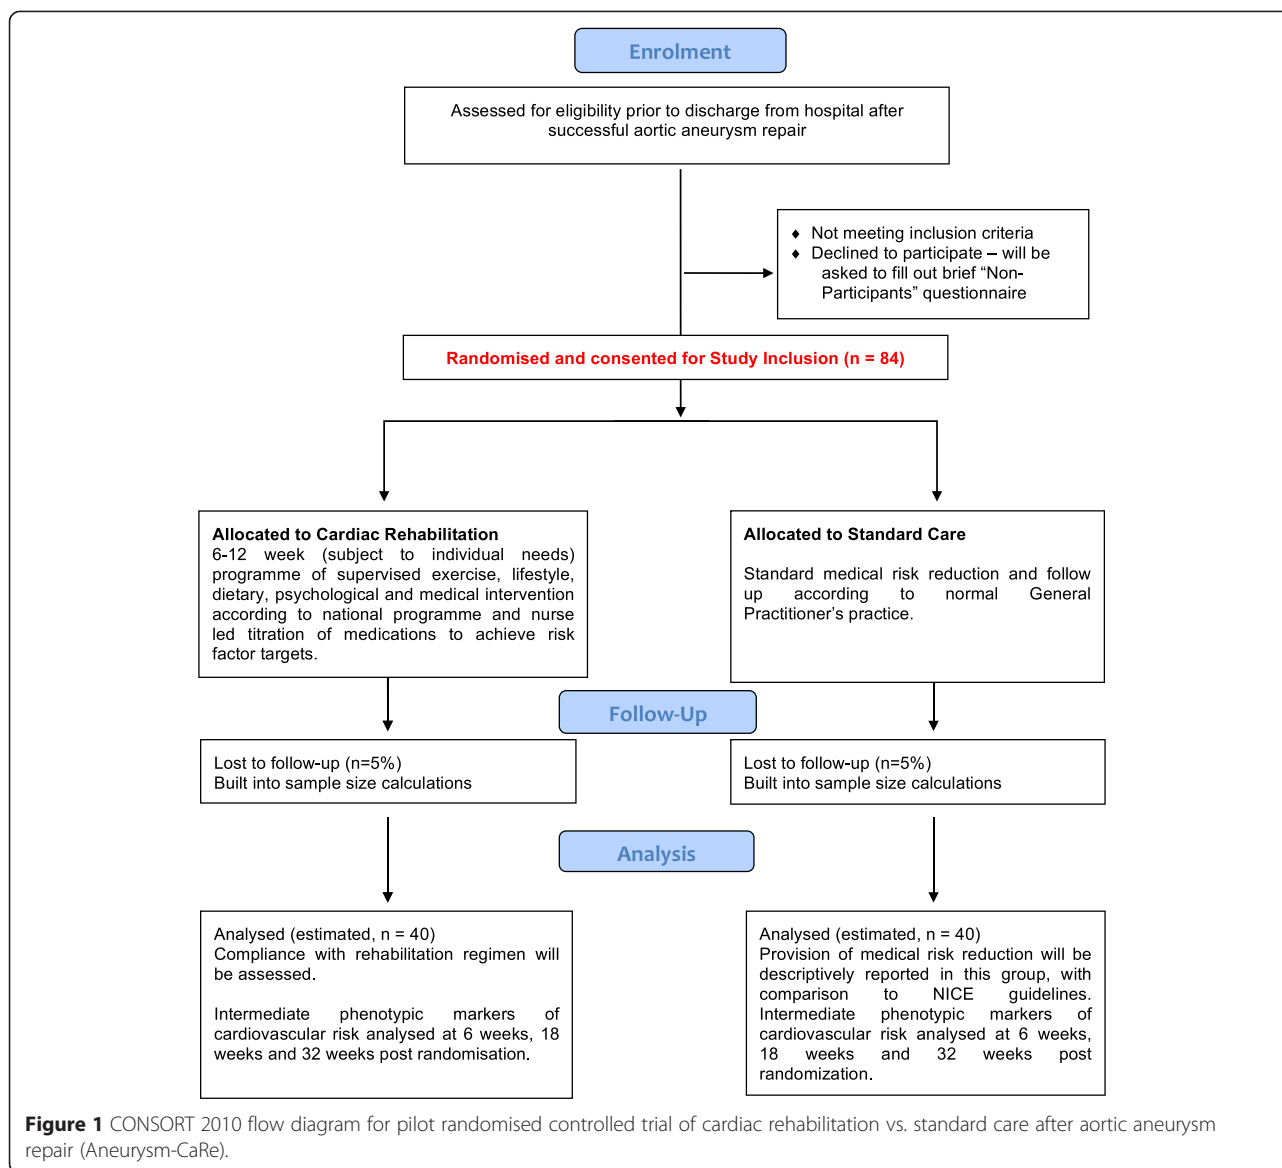 Enrolment
Assessed for eligibility prior to discharge from hospital after
successful aortic aneurysm repair
♦ Not meeting inclusion criteria
♦ Declined to participate – will be
asked to fill out brief “Non-
Participants” questionnaire
Randomised and consented for Study Inclusion (n = 84)
Allocated to Cardiac Rehabilitation
6-12 week (subject to individual needs)
programme of supervised exercise, lifestyle,
dietary, psychological and medical intervention
according to national programme and nurse
led titration of medications to achieve risk
factor targets.
Allocated to Standard Care
Standard medical risk reduction and follow
up according to normal General
Practitioner’s practice.
Follow-Up
Lost to follow-up (n=5%)
Built into sample size calculations
Lost to follow-up (n=5%)
Built into sample size calculations
Analysis
Analysed (estimated, n = 40)
Compliance with rehabilitation regimen will
be assessed.
Intermediate phenotypic markers of
cardiovascular risk analysed at 6 weeks, 18
weeks and 32 weeks post randomisation.
Analysed (estimated, n = 40)
Provision of medical risk reduction will be
descriptively reported in this group, with
comparison to NICE guidelines.
Intermediate phenotypic markers of
cardiovascular risk analysed at 6 weeks,
18 weeks and 32 weeks post
randomization.
Figure 1 CONSORT 2010 flow diagram for pilot randomised controlled trial of cardiac rehabilitation vs. standard care after aortic aneurysm
repair (Aneurysm-CaRe).